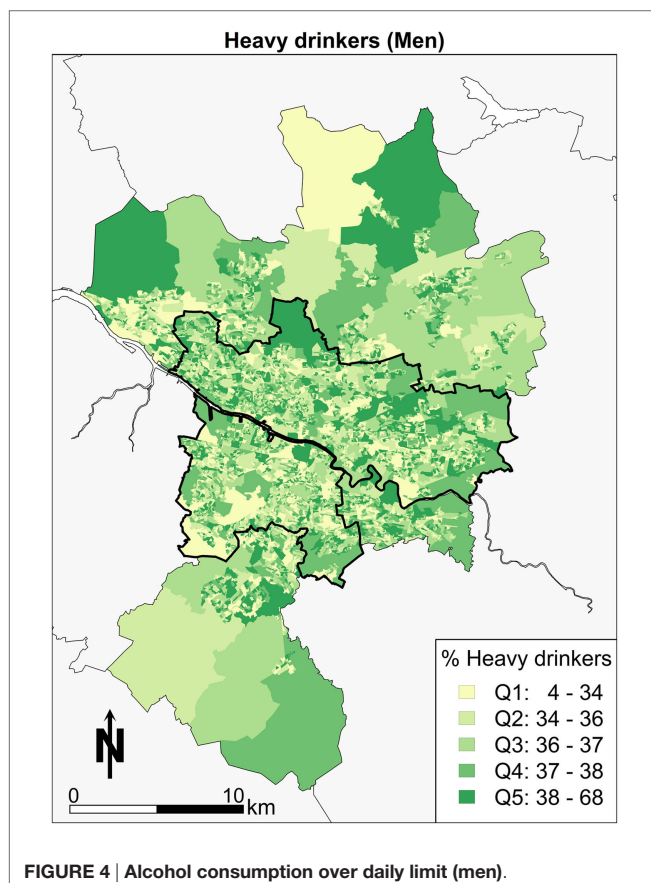 Heavy drinkers (Men)
% Heavy drinkers
Q1: 4 - 34
Q2: 34 - 36
Q3: 36 - 37
Q4: 37 - 38
Q5: 38 - 68
N
0 10
km
FIGURE 4 | Alcohol consumption over daily limit (men).